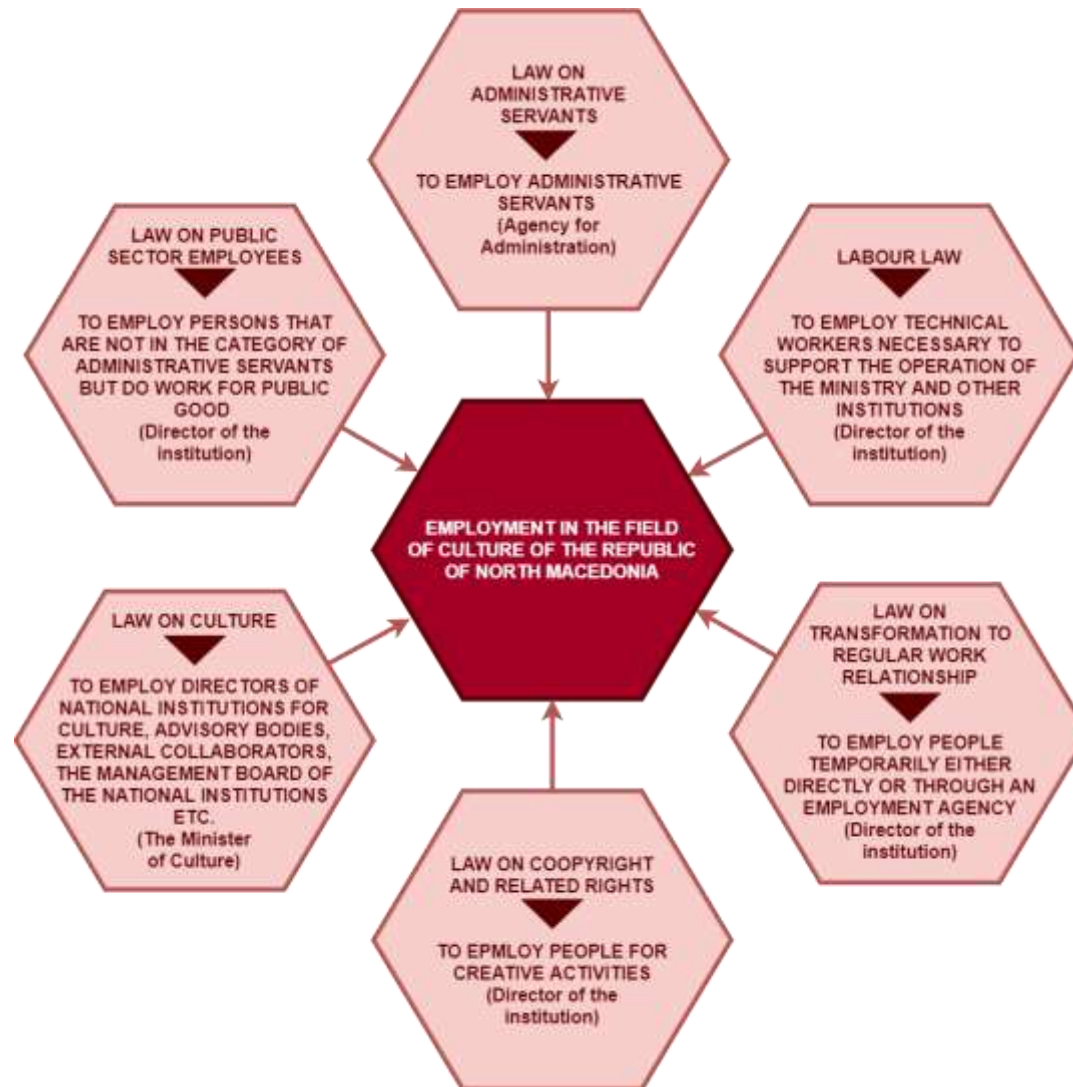 LAW ON
ADMINISTRATIVE
SERVANTS
TO EMPLOY ADMINISTRATIVE
SERVANTS
(Agency for
Administration)
LAW ON PUBLIC
SECTOR EMPLOYEES
TO EMPLOY PERSONS THAT
ARE NOT IN THE CATEGORY OF
ADMINISTRATIVE SERVANTS
BUT DO WORK FOR PUBLIC
GOOD
(Director of the
institution)
LABOUR LAW
TO EMPLOY TECHNICAL
WORKERS NECESSARY TO
SUPPORT THE OPERATION OF
THE MINISTRY AND OTHER
INSTITUTIONS
(Director of the
institution)
EMPLOYMENT IN THE FIELD
OF CULTURE OF THE REPUBLIC
OF NORTH MACEDONIA
LAW ON CULTURE
TO EMPLOY DIRECTORS OF
NATIONAL INSTITUTIONS FOR
CULTURE, ADVISORY BODIES,
EXTERNAL COLLABORATORS,
THE MANAGEMENT BOARD OF
THE NATIONAL INSTITUTIONS
ETC.
(The Minister
of Culture)
LAW ON
TRANSFORMATION TO
REGULAR WORK
RELATIONSHIP
TO EMPLOY PEOPLE
TEMPORARILY EITHER
DIRECTLY OR THROUGH AN
EMPLOYMENT AGENCY
(Director of the
institution)
LAW ON COOPYRIGHT
AND RELATED RIGHTS
TO EPMLOY PEOPLE FOR
CREATIVE ACTIVITIES
(Director of the
institution)